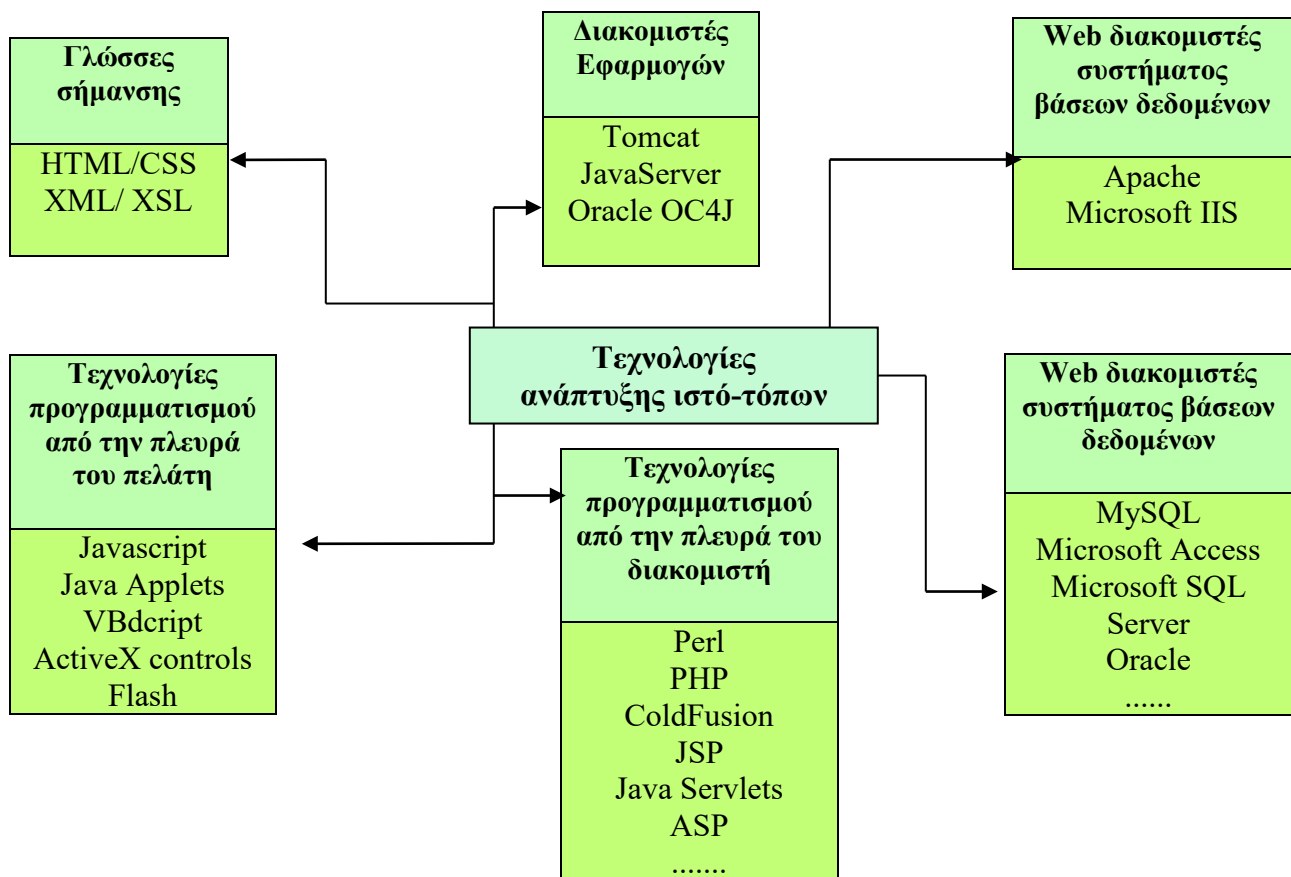 Γλώσσες
σήμανσης
HTML/CSS
XML/ XSL
Διακομιστές
Εφαρμογών
Tomcat
JavaServer
Oracle OC4J
Web διακομιστές
συστήματος
βάσεων δεδομένων
Apache
Microsoft IIS
Τεχνολογίες
ανάπτυξης ιστό-τόπων
Τεχνολογίες
προγραμματισμού
από την πλευρά
του πελάτη
Javascript
Java Applets
VBdcript
ActiveX controls
Flash
Τεχνολογίες
προγραμματισμού
από την πλευρά του
διακομιστή
Perl
PHP
ColdFusion
JSP
Java Servlets
ASP
.......
Web διακομιστές
συστήματος βάσεων
δεδομένων
MySQL
Microsoft Access
Microsoft SQL
Server
Oracle
......